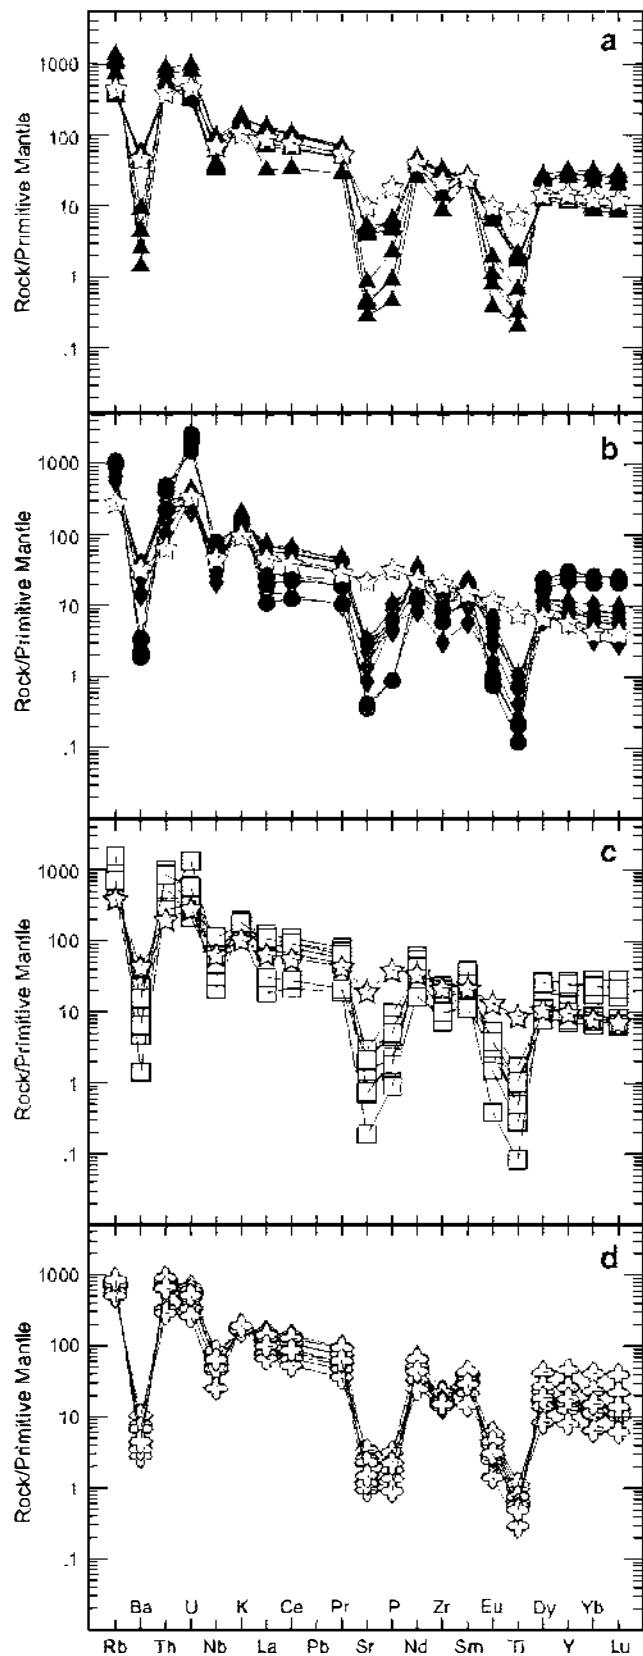 a
1000
100
10
1
.1
Rock/Primitive Mantle
b
1000
100
10
1
.1
Rock/Primitive Mantle
c
1000
100
10
1
.1
Rock/Primitive Mantle
d
1000
100
10
1
.1
Rock/Primitive Mantle
Ba U K Ce Pr P Zr Eu Dy Yb
Rb Th Nb La Pb Sr Nd Sm Ti Y Lu